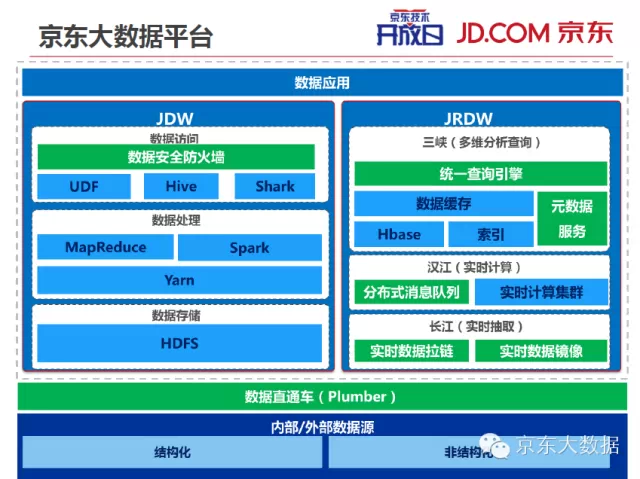 京东大数据平台
京东技术
开放日
JD.COM 京东
数据应用
JDW
数据访问
数据安全防火墙
UDF
Hive
Shark
数据处理
MapReduce
Spark
Yarn
数据存储
HDFS
JRDW
三峡（多维分析查询）
统一查询引擎
数据缓存
Hbase
索引
元数据
服务
汉江（实时计算）
分布式消息队列
实时计算集群
长江（实时抽取）
实时数据拉链
实时数据镜像
数据直通车（Plumber）
内部/外部数据源
结构化
非结构化
京东大数据